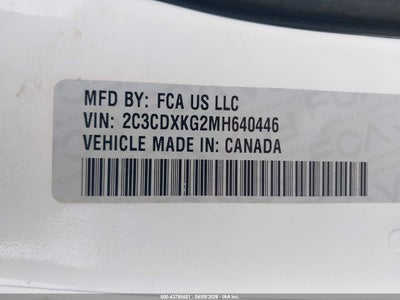 MFD BY: FCA US LLC
VIN: 2C3CDXKG2MH640446
VEHICLE MADE IN: CANADA